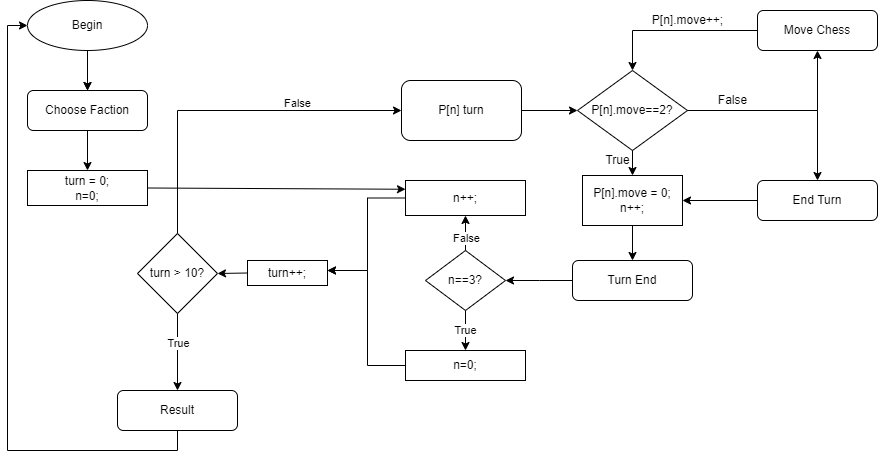 Begin
P[n].move++;
Move Chess
Choose Faction
False
P[n] turn
P[n].move==2?
False
True
turn = 0;
n=0;
n++;
P[n].move = 0;
n++;
End Turn
False
turn > 10?
turn++;
n==3?
Turn End
True
True
n=0;
Result